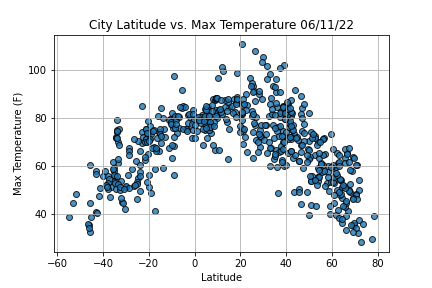 City Latitude vs. Max Temperature 06/11/22
Max Temperature (F)
100
80
60
40
−60 −40 −20 0 20 40 60 80
Latitude